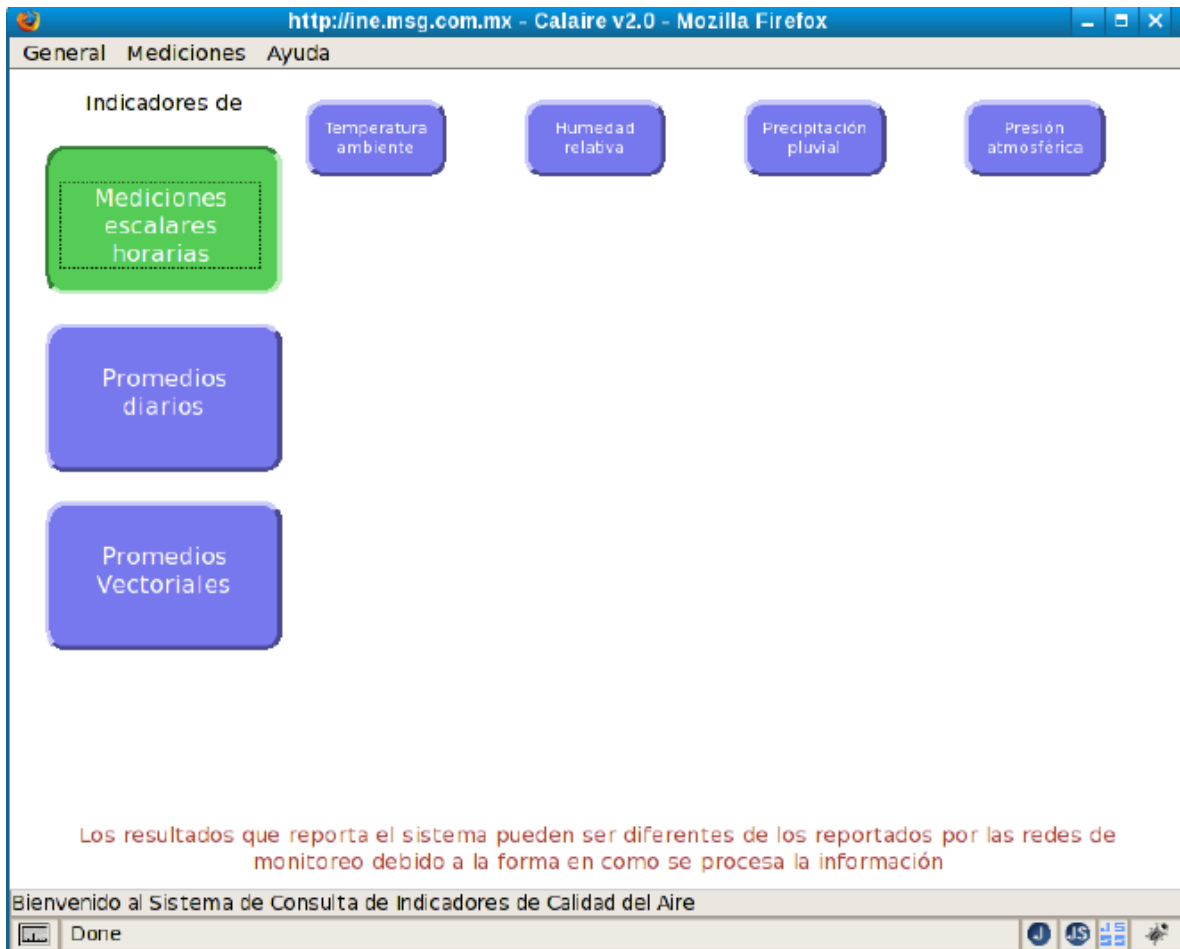 http://ine.msg.com.mx - Calaire v2.0 - Mozilla Firefox
General Mediciones Ayuda
Indicadores de
Mediciones
escalares
horarias
Promedios
diarios
Promedios
Vectoriales
Temperatura
ambiente
Humedad
relativa
Precipitación
pluvial
Presión
atmosférica
Los resultados que reporta el sistema pueden ser diferentes de los reportados por las redes de
monitoreo debido a la forma en como se procesa la información
Bienvenido al Sistema de Consulta de Indicadores de Calidad del Aire
Done
J
JS
JS